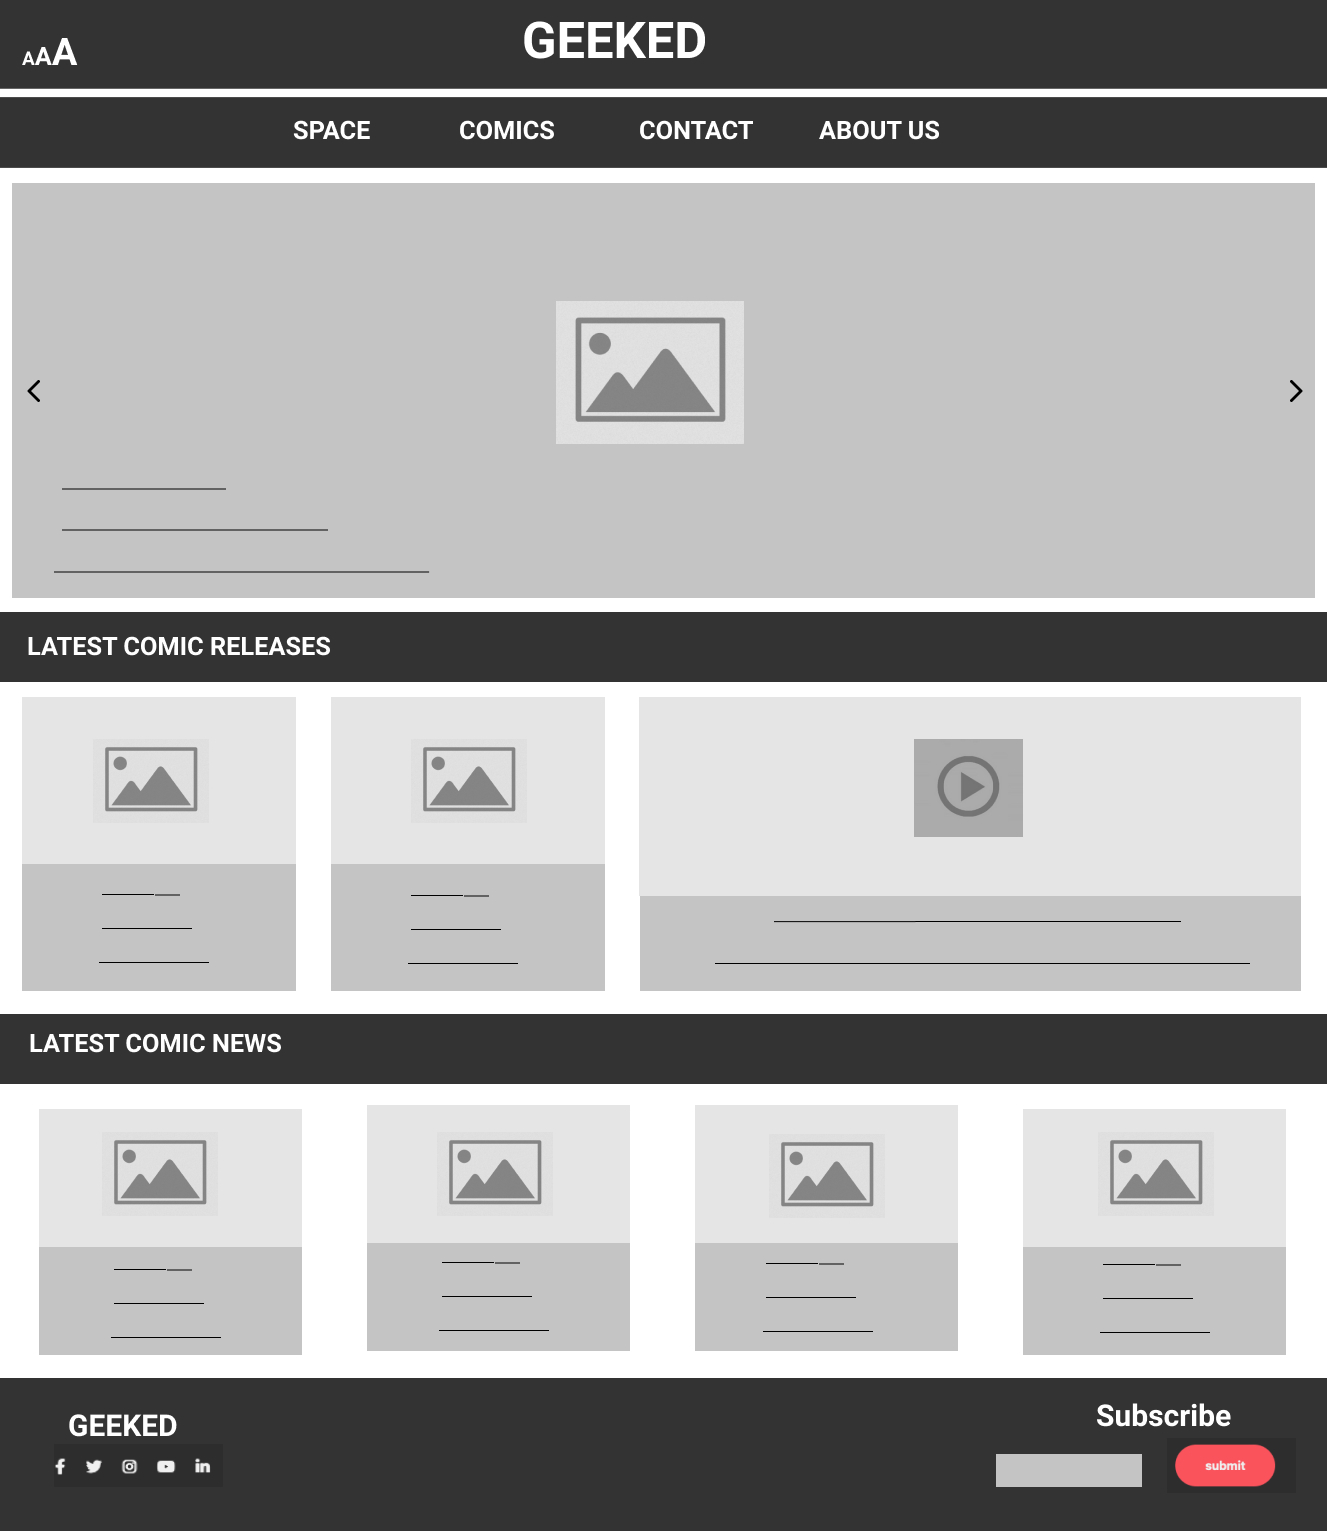 AAA
GEEKED
SPACE COMICS CONTACT ABOUT US
LATEST COMIC RELEASES
LATEST COMIC NEWS
GEEKED
Subscribe
submit